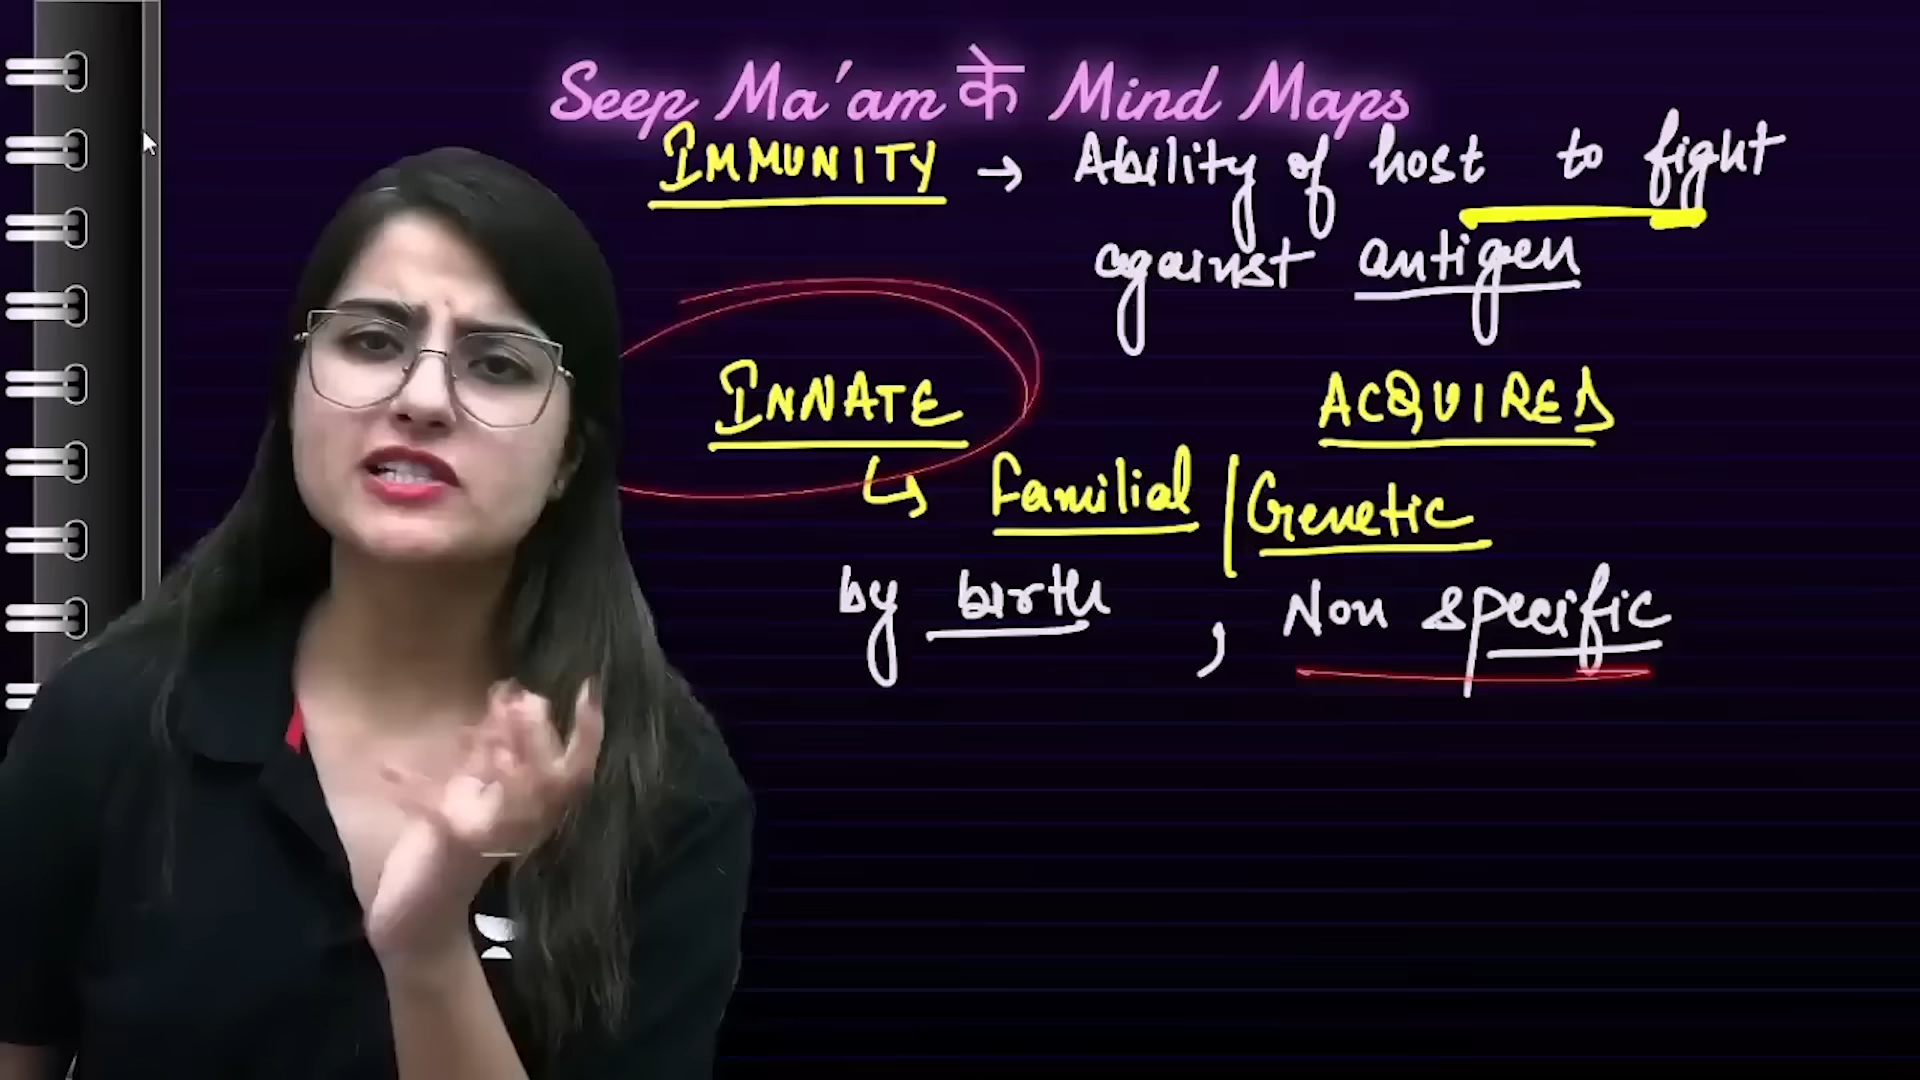 Seep Ma'am के Mind Maps
IMMUNITY → Ability of host to fight
against antigen
INNATE ACQUIRED
↳ Familial / Genetic
by birth , Non specific